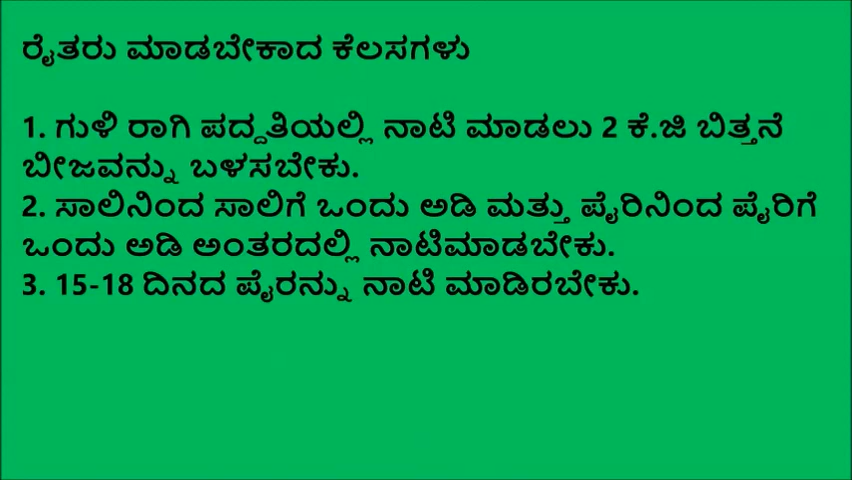 ರೈತರು ಮಾಡಬೇಕಾದ ಕೆಲಸಗಳು
1. ಗುಳಿ ರಾಗಿ ಪದ್ದತಿಯಲ್ಲಿ ನಾಟಿ ಮಾಡಲು 2 ಕೆ.ಜಿ ಬಿತ್ತನೆ
ಬೀಜವನ್ನು ಬಳಸಬೇಕು.
2. ಸಾಲಿನಿಂದ ಸಾಲಿಗೆ ಒಂದು ಅಡಿ ಮತ್ತು ಪೈರಿನಿಂದ ಪೈರಿಗೆ
ಒಂದು ಅಡಿ ಅಂತರದಲ್ಲಿ ನಾಟಿಮಾಡಬೇಕು.
3. 15-18 ದಿನದ ಪೈರನ್ನು ನಾಟಿ ಮಾಡಿರಬೇಕು.